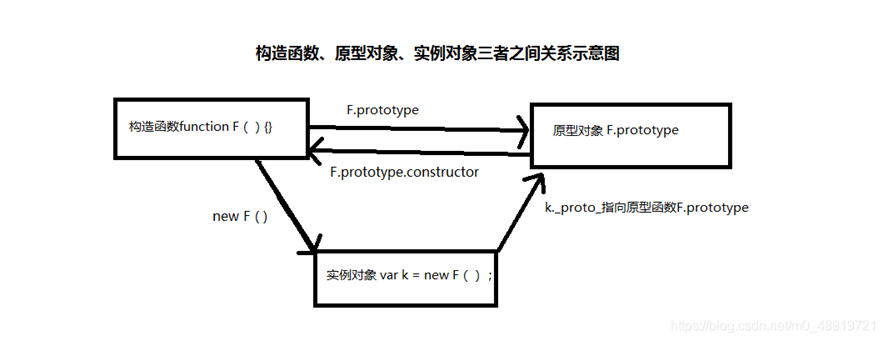 构造函数、原型对象、实例对象三者之间关系示意图
F.prototype
构造函数function F（）{}
原型对象 F.prototype
F.prototype.constructor
k._proto_指向原型函数F.prototype
new F（）
实例对象 var k = new F（ ）；
https://blog.csdn.net/m0_48919721